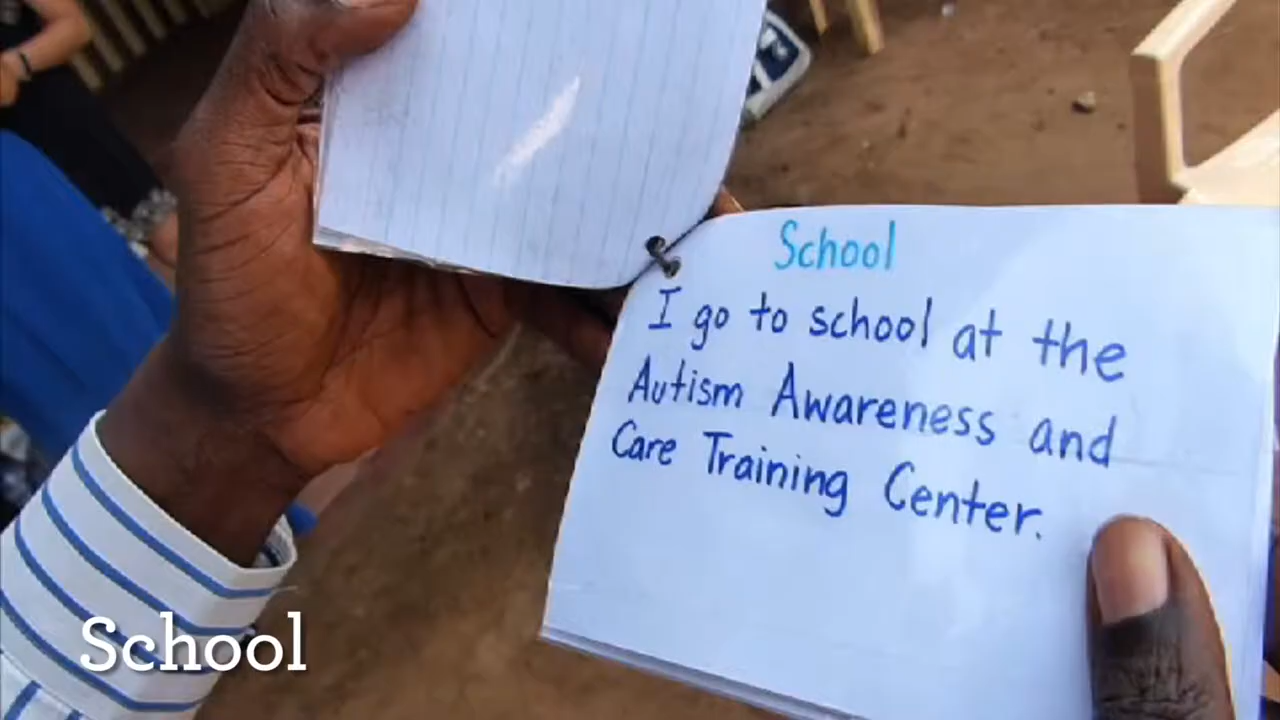 School
I go to school at the
Autism Awareness and
Care Training Center.
School